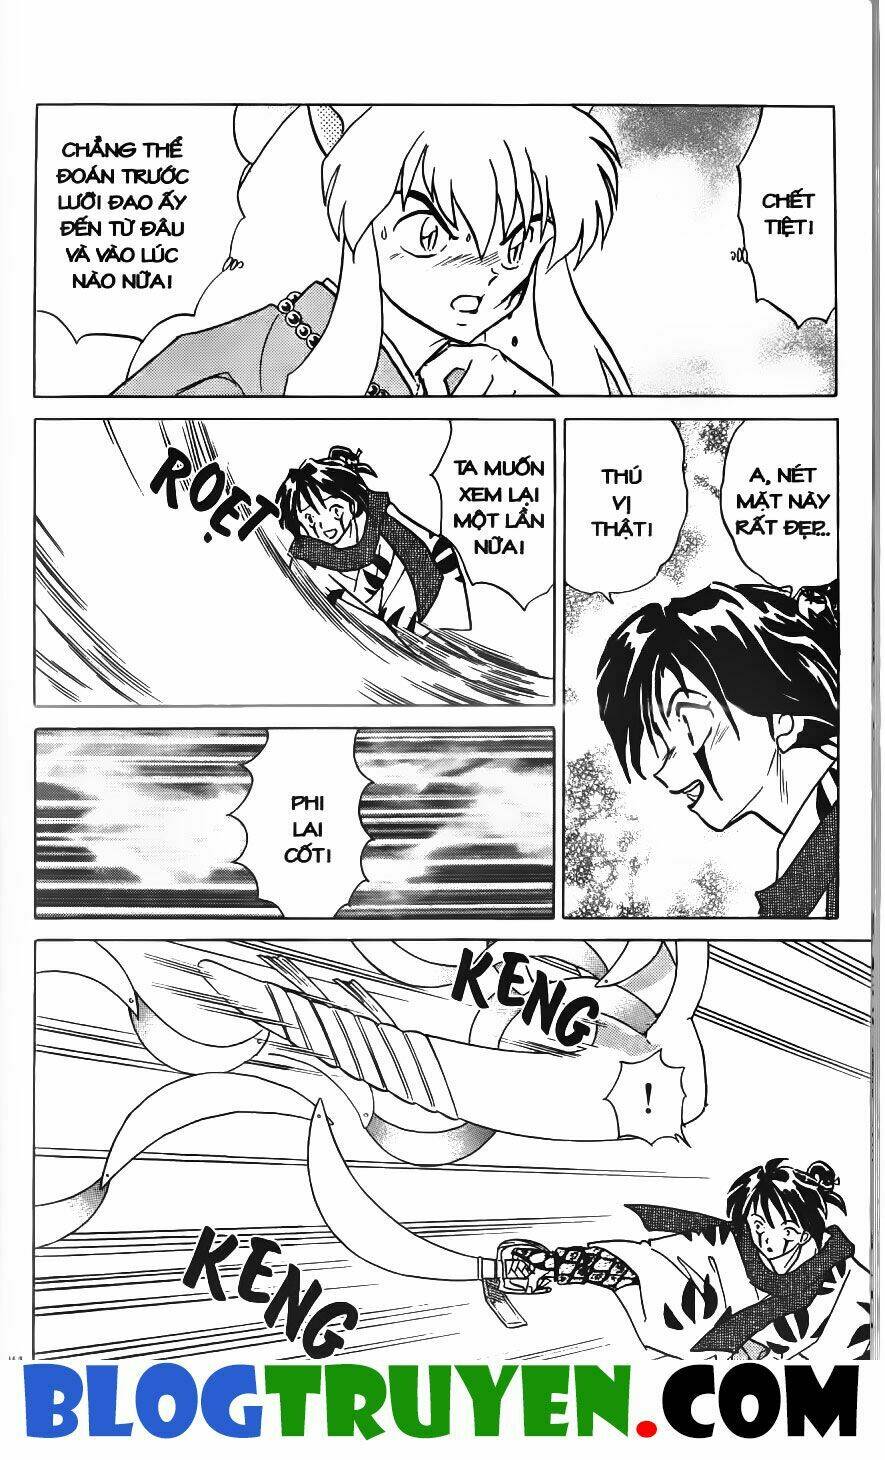 CHẾT
TIỆT!
CHẲNG THỂ
ĐOÁN TRƯỚC
LƯỠI ĐAO ẤY
ĐẾN TỪ ĐÂU
VÀ VÀO LÚC
NÀO NỮA!
A, NÉT
MẶT NÀY
RẤT ĐẸP...
THÚ
VỊ
THẬT!
TA MUỐN
XEM LẠI
MỘT LẦN
NỮA!
ROẸT
PHI
LAI
CỐT!
KENG
!
KENG
BLOGTRUYEN.COM